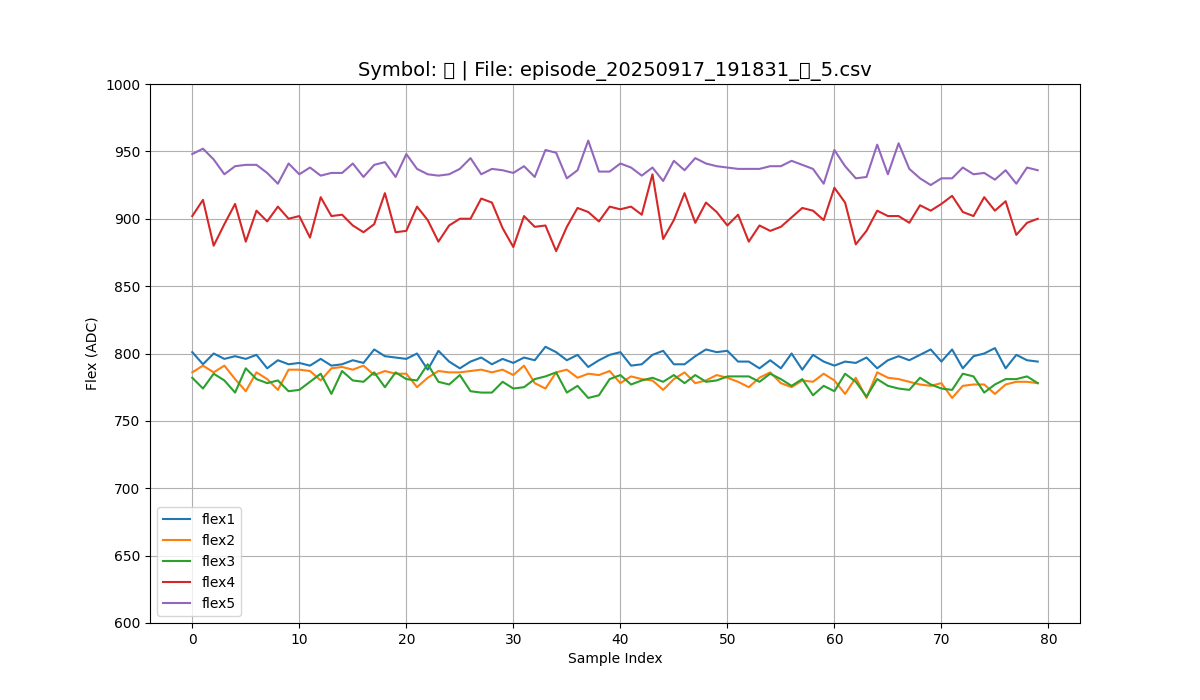 Symbol: | File: episode_20250917_191831_ _5.csv
1000
950
900
850
800
750
700
650
600
Flex (ADC)
flex1
flex2
flex3
flex4
flex5
0 10 20 30 40 50 60 70 80
Sample Index